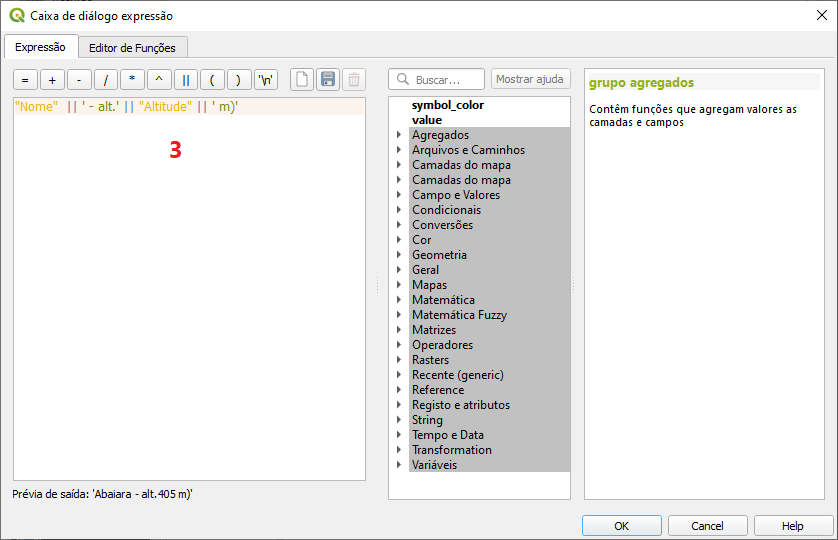 Caixa de diálogo expressão
Expressão Editor de Funções
= + - / * ^ || ( ) '\n'
Buscar... Mostrar ajuda
"Nome"  || ' - alt.' || "Altitude" || ' m)'
3
symbol_color
value
Agregados
Arquivos e Caminhos
Camadas do mapa
Camadas do mapa
Campo e Valores
Condicionais
Conversões
Cor
Geometria
Geral
Mapas
Matemática
Matemática Fuzzy
Matrizes
Operadores
Rasters
Recente (generic)
Reference
Registo e atributos
String
Tempo e Data
Transformation
Variáveis
grupo agregados
Contêm funções que agregam valores as
camadas e campos
Prévia de saída: 'Abaiara - alt.405 m)'
OK Cancel Help